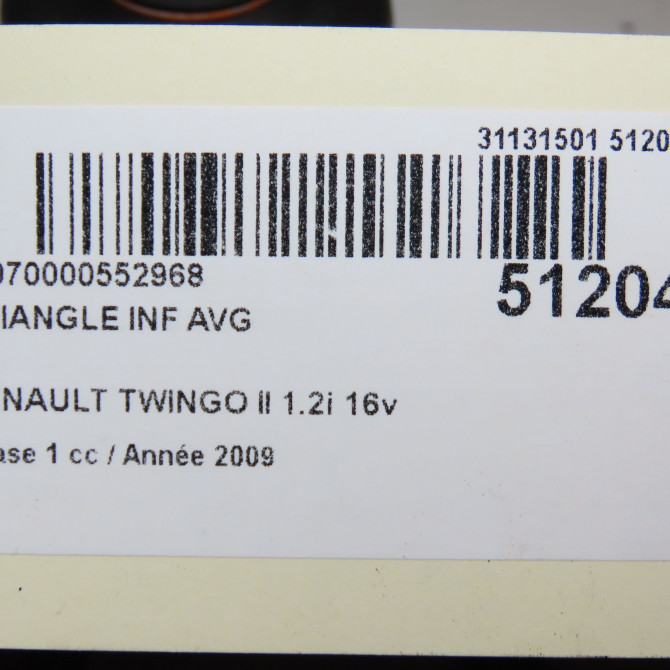 31131501 5120
070000552968
51204
IANGLE INF AVG
NAULT TWINGO II 1.2i 16v
ase 1 cc / Année 2009